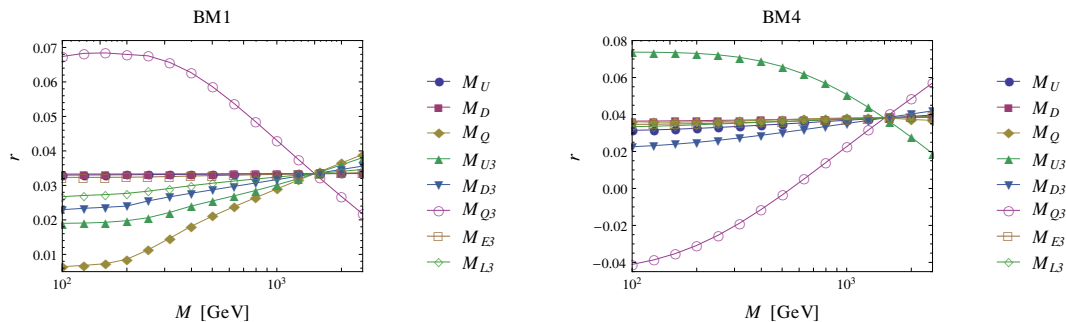 BM1
0.07
0.06
0.05
0.04
0.03
0.02
0.01
r
10^2
10^3
M [GeV]
M_U
M_D
M_Q
M_U3
M_D3
M_Q3
M_E3
M_L3
BM4
0.08
0.06
0.04
0.02
0.00
−0.02
−0.04
r
10^2
10^3
M [GeV]
M_U
M_D
M_Q
M_U3
M_D3
M_Q3
M_E3
M_L3